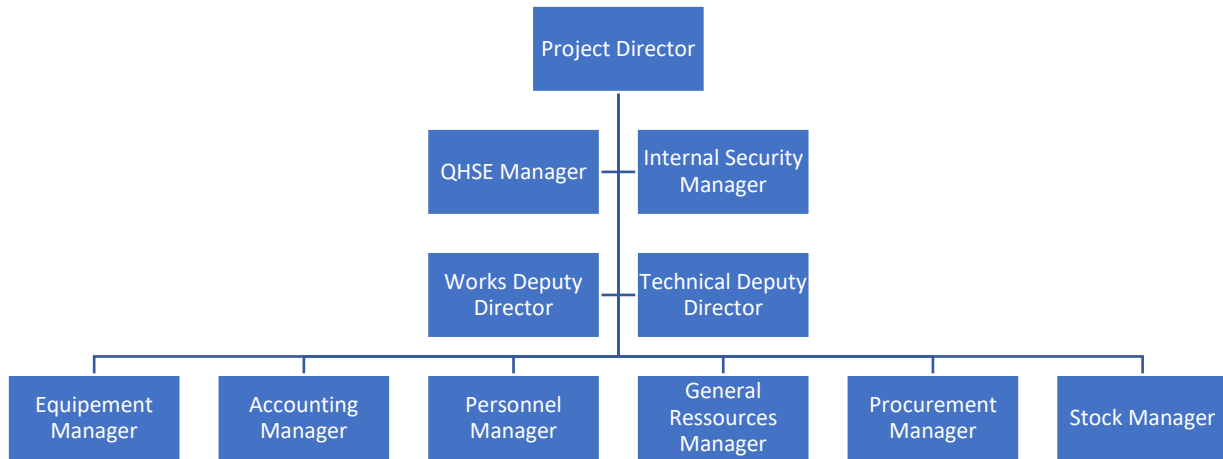 Project Director
QHSE Manager
Internal Security
Manager
Works Deputy
Director
Technical Deputy
Director
Equipement
Manager
Accounting
Manager
Personnel
Manager
General
Ressources
Manager
Procurement
Manager
Stock Manager